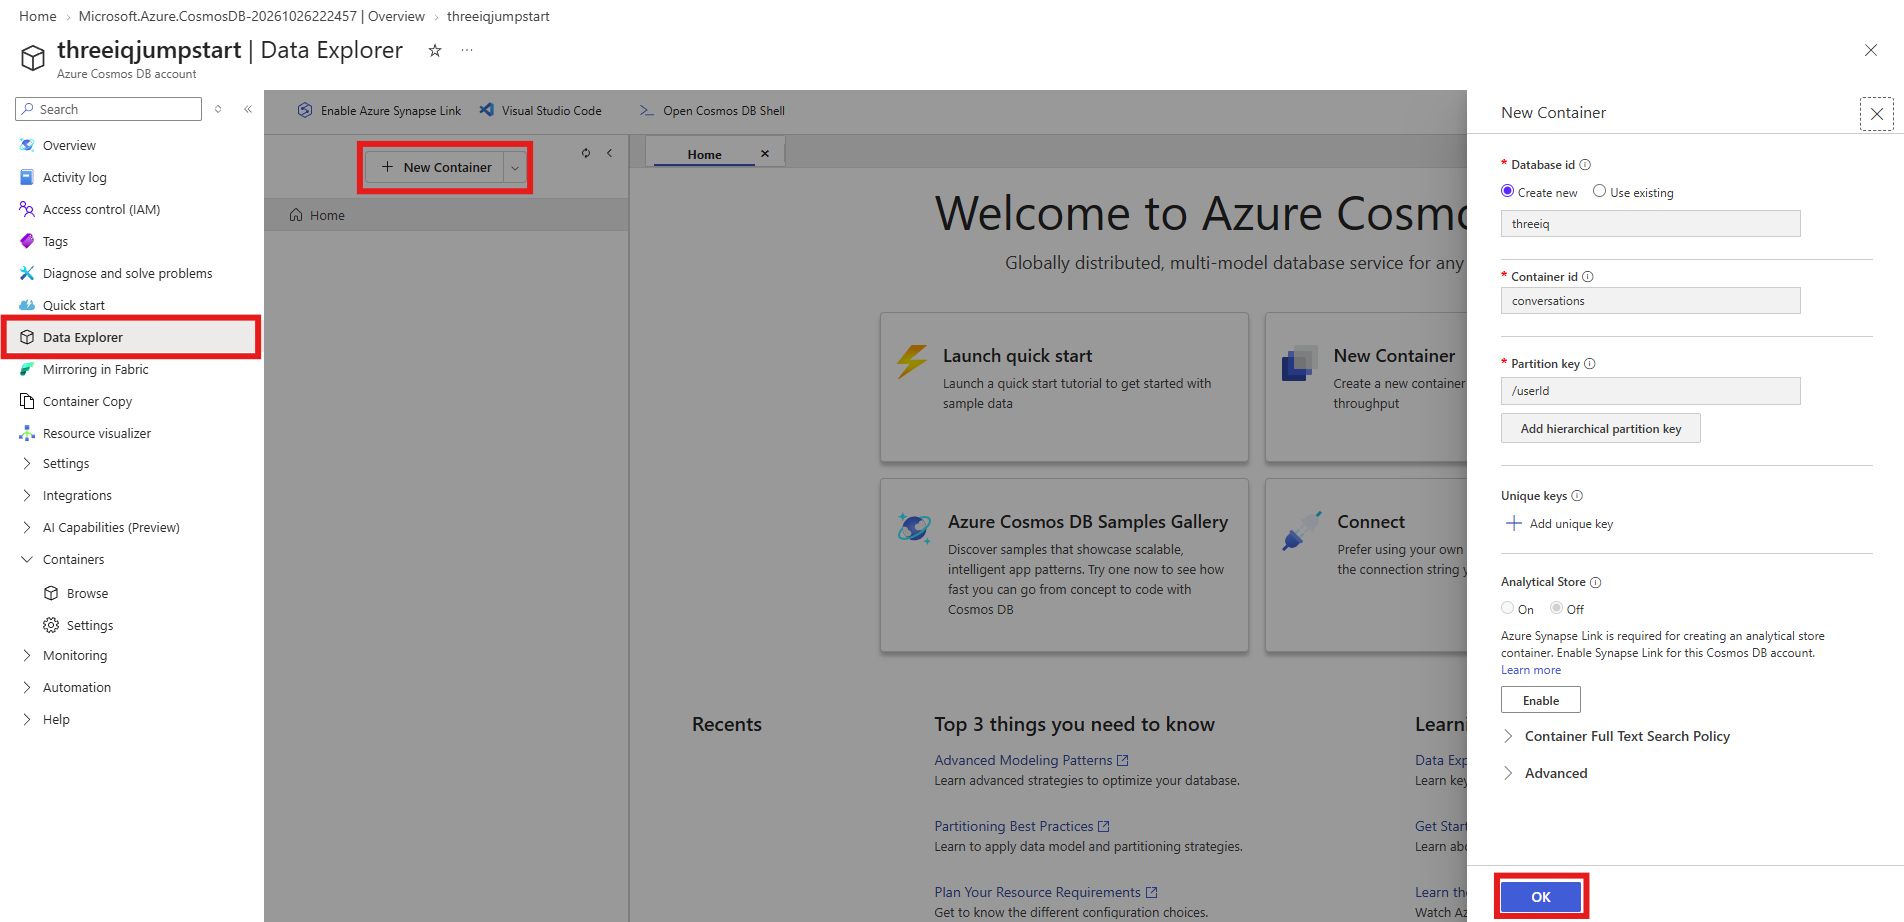 Home › Microsoft.Azure.CosmosDB-20261026222457 | Overview › threeiqjumpstart
threeiqjumpstart | Data Explorer
Azure Cosmos DB account
Search
Overview
Activity log
Access control (IAM)
Tags
Diagnose and solve problems
Quick start
Data Explorer
Mirroring in Fabric
Container Copy
Resource visualizer
Settings
Integrations
AI Capabilities (Preview)
Containers
Browse
Settings
Monitoring
Automation
Help
Enable Azure Synapse Link
Visual Studio Code
Open Cosmos DB Shell
New Container
Home
Home
Welcome to Azure Cosmo
Globally distributed, multi-model database service for any
Launch quick start
Launch a quick start tutorial to get started with
sample data
New Container
Create a new container
throughput
Azure Cosmos DB Samples Gallery
Discover samples that showcase scalable,
intelligent app patterns. Try one now to see how
fast you can go from concept to code with
Cosmos DB
Connect
Prefer using your own
the connection string y
Recents
Top 3 things you need to know
Advanced Modeling Patterns
Learn advanced strategies to optimize your database.
Partitioning Best Practices
Learn to apply data model and partitioning strategies.
Plan Your Resource Requirements
Get to know the different configuration choices.
Learni
Data Exp
Learn key
Get Start
Learn abo
Learn the
Watch Az
New Container
* Database id
Create new
Use existing
threeiq
* Container id
conversations
* Partition key
/userId
Add hierarchical partition key
Unique keys
Add unique key
Analytical Store
On
Off
Azure Synapse Link is required for creating an analytical store
container. Enable Synapse Link for this Cosmos DB account.
Learn more
Enable
Container Full Text Search Policy
Advanced
OK